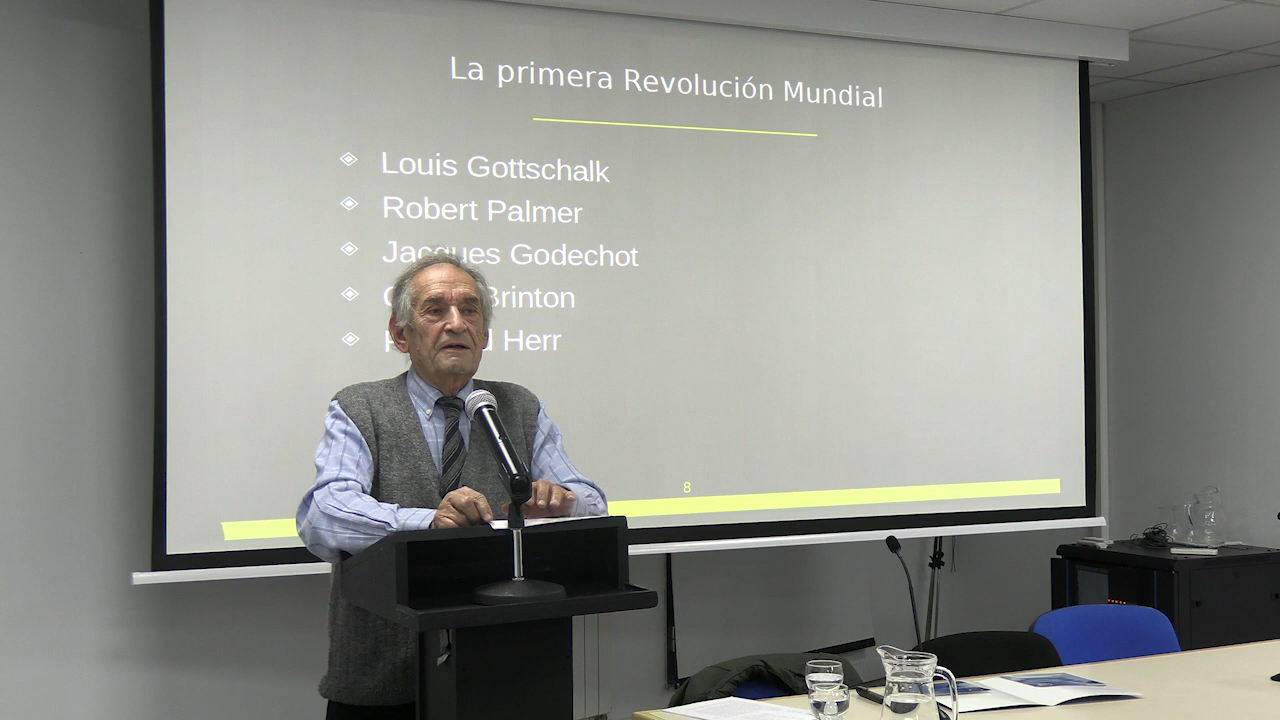 La primera Revolución Mundial
Louis Gottschalk
Robert Palmer
Jacques Godechot
Brinton
Herr
8